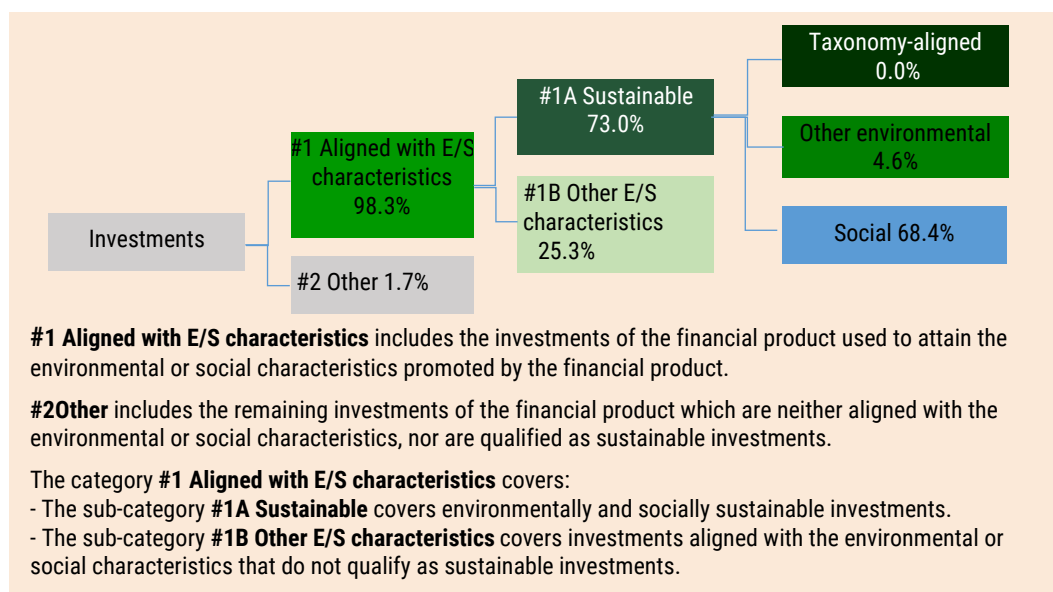 Taxonomy-aligned
0.0%
#1A Sustainable
73.0%
Other environmental
4.6%
#1 Aligned with E/S
characteristics
98.3%
#1B Other E/S
characteristics
25.3%
Social 68.4%
Investments
#2 Other 1.7%
#1 Aligned with E/S characteristics includes the investments of the financial product used to attain the
environmental or social characteristics promoted by the financial product.
#2Other includes the remaining investments of the financial product which are neither aligned with the
environmental or social characteristics, nor are qualified as sustainable investments.
The category #1 Aligned with E/S characteristics covers:
- The sub-category #1A Sustainable covers environmentally and socially sustainable investments.
- The sub-category #1B Other E/S characteristics covers investments aligned with the environmental or
social characteristics that do not qualify as sustainable investments.